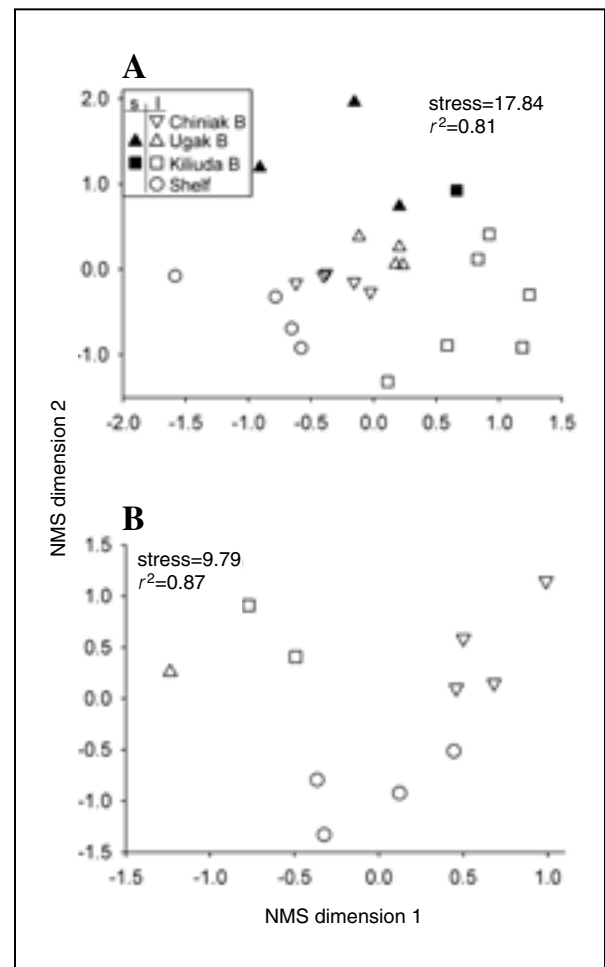 A
s l
Chiniak B
Ugak B
Kiliuda B
Shelf
stress=17.84
r²=0.81
2.0
1.0
0.0
-1.0
-2.0 -1.5 -1.0 -0.5 0.0 0.5 1.0 1.5
NMS dimension 2
B
stress=9.79
r²=0.87
1.5
1.0
0.5
0.0
-0.5
-1.0
-1.5
-1.5 -1.0 -0.5 0.0 0.5 1.0
NMS dimension 1